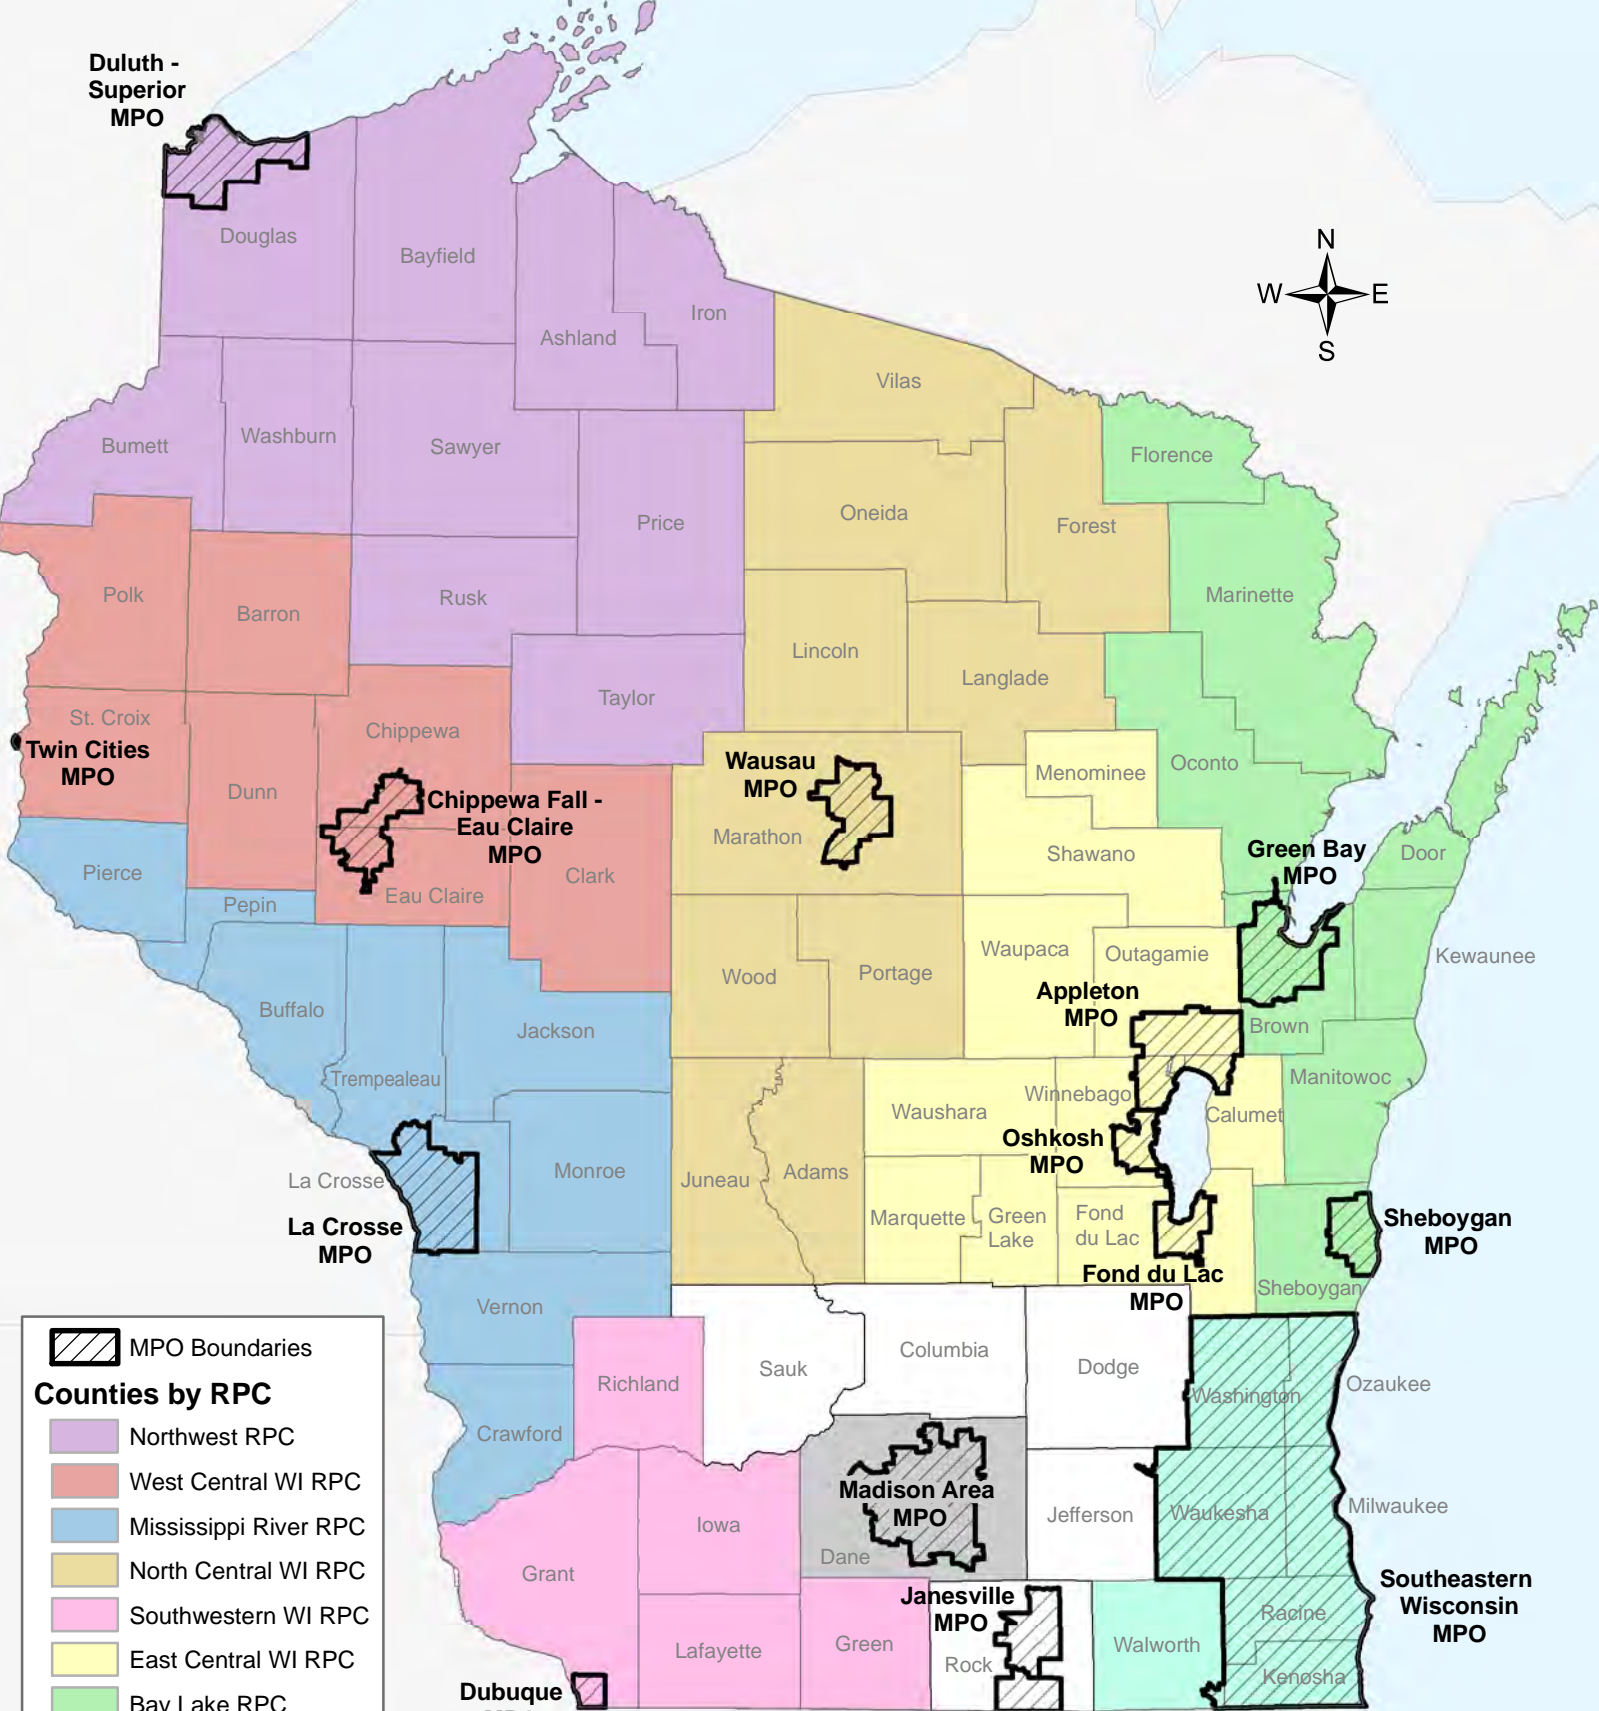 Duluth -
Superior
MPO
N
W E
S
Douglas
Bayfield
Ashland
Iron
Vilas
Bumett
Washburn
Sawyer
Price
Oneida
Forest
Florence
Marinette
Polk
Barron
Rusk
Lincoln
Langlade
Taylor
St. Croix
Twin Cities
MPO
Chippewa
Dunn
Chippewa Fall -
Eau Claire
MPO
Eau Claire
Clark
Wausau
MPO
Marathon
Menominee
Oconto
Shawano
Green Bay
MPO
Door
Kewaunee
Pierce
Pepin
Buffalo
Trempealeau
Jackson
Wood
Portage
Waupaca
Outagamie
Appleton
MPO
Brown
Manitowoc
Winnebago
Waushara
Calumet
Oshkosh
MPO
La Crosse
La Crosse
MPO
Monroe
Juneau
Adams
Marquette
Green
Lake
Fond
du Lac
Fond du Lac
MPO
Sheboygan
MPO
Sheboygan
Vernon
Crawford
Richland
Sauk
Columbia
Dodge
Washington
Ozaukee
Madison Area
MPO
Dane
Jefferson
Waukesha
Milwaukee
Iowa
Grant
Lafayette
Green
Janesville
MPO
Rock
Walworth
Racine
Kenosha
Southeastern
Wisconsin
MPO
Dubuque
MPO Boundaries
Counties by RPC
Northwest RPC
West Central WI RPC
Mississippi River RPC
North Central WI RPC
Southwestern WI RPC
East Central WI RPC
Bay Lake RPC